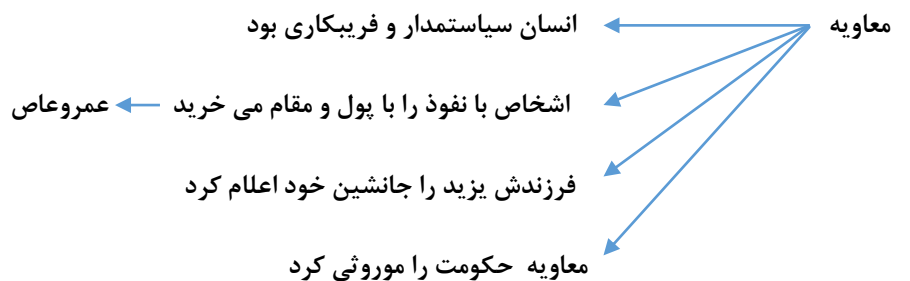 معاویه انسان سیاستمدار و فریبکاری بود
اشخاص با نفوذ را با پول و مقام می خرید عمروعاص
فرزندش یزید را جانشین خود اعلام کرد
معاویه حکومت را موروثی کرد